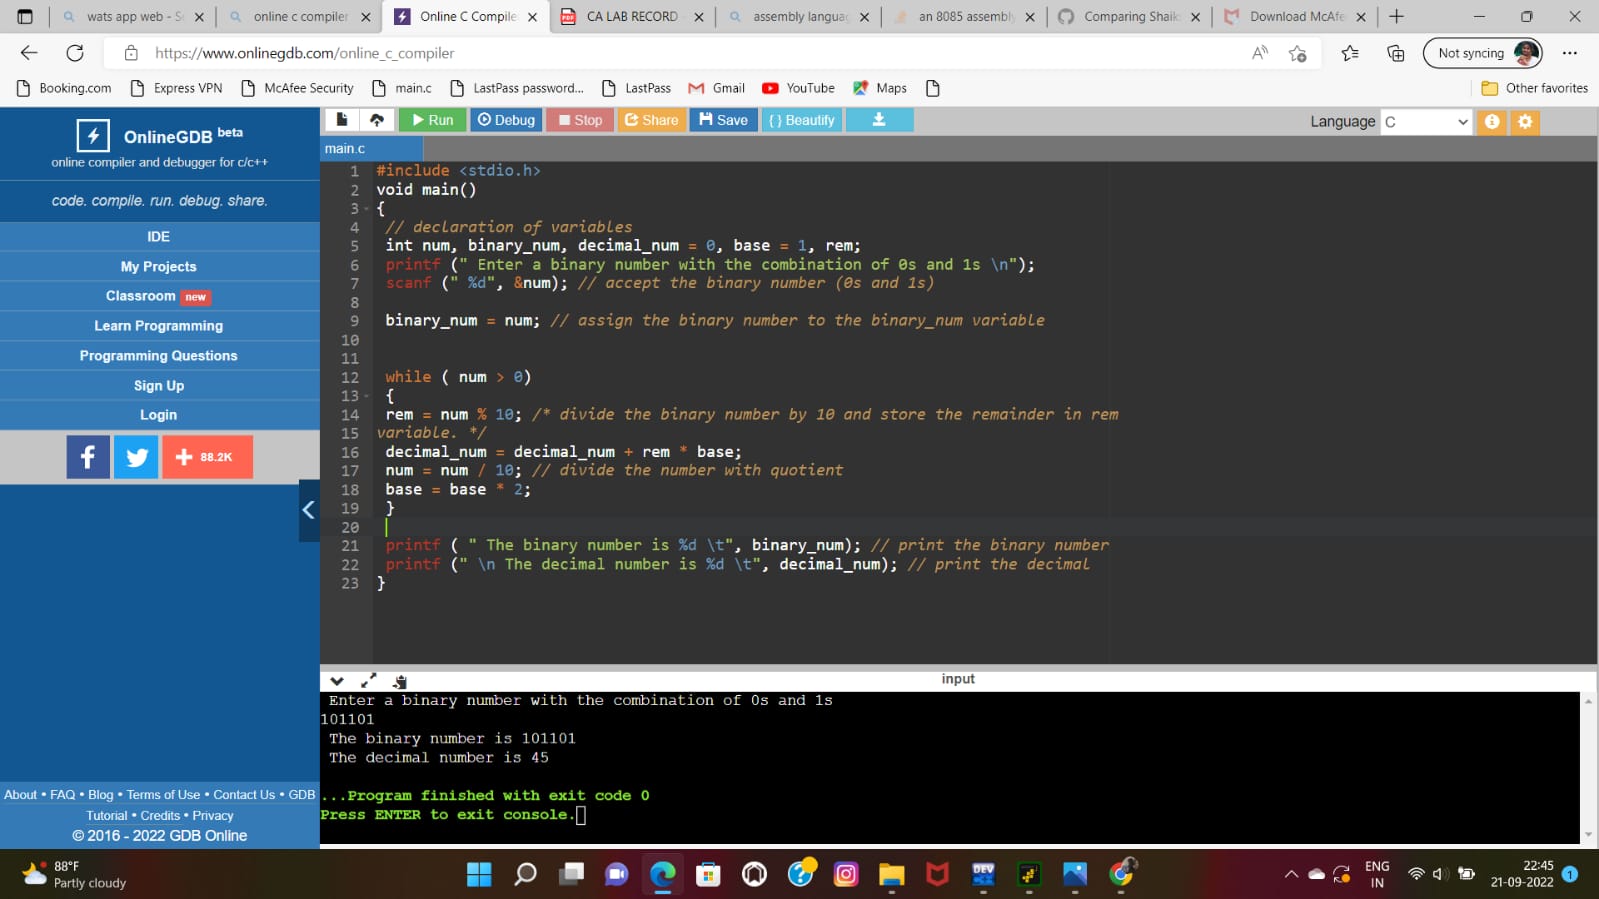 wats app web - S
online c compiler
Online C Compile
CA LAB RECORD
assembly langua
an 8085 assembly
Comparing Shaik
Download McAfe
https://www.onlinegdb.com/online_c_compiler
Not syncing
Booking.com
Express VPN
McAfee Security
main.c
LastPass password...
LastPass
Gmail
YouTube
Maps
Other favorites
OnlineGDB beta
online compiler and debugger for c/c++
code. compile. run. debug. share.
IDE
My Projects
Classroom new
Learn Programming
Programming Questions
Sign Up
Login
f
+ 88.2K
About • FAQ • Blog • Terms of Use • Contact Us • GDB
Tutorial • Credits • Privacy
© 2016 - 2022 GDB Online
Run
Debug
Stop
Share
Save
{ } Beautify
Language C
main.c
1 #include <stdio.h>
2 void main()
3 {
4 // declaration of variables
5 int num, binary_num, decimal_num = 0, base = 1, rem;
6 printf (" Enter a binary number with the combination of 0s and 1s \n");
7 scanf (" %d", &num); // accept the binary number (0s and 1s)
8
9 binary_num = num; // assign the binary number to the binary_num variable
10
11
12 while ( num > 0)
13 {
14 rem = num % 10; /* divide the binary number by 10 and store the remainder in rem
15 variable. */
16 decimal_num = decimal_num + rem * base;
17 num = num / 10; // divide the number with quotient
18 base = base * 2;
19 }
20
21 printf ( " The binary number is %d \t", binary_num); // print the binary number
22 printf (" \n The decimal number is %d \t", decimal_num); // print the decimal
23 }
input
Enter a binary number with the combination of 0s and 1s
101101
The binary number is 101101
The decimal number is 45
...Program finished with exit code 0
Press ENTER to exit console.
88°F
Partly cloudy
DEV
ENG
IN
22:45
21-09-2022
1